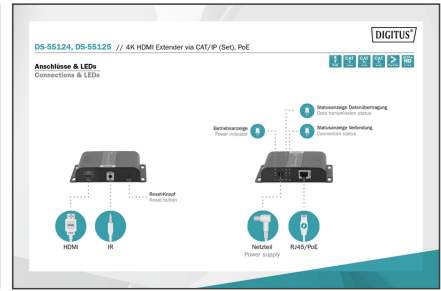 DIGITUS®
DS-55124, DS-55125 // 4K HDMI Extender via CAT/IP (Set), PoE
Anschlüsse & LEDs
Connections & LEDs
Statusanzeige Datenübertragung
Data transmission status
Betriebsanzeige
Power indicator
Statusanzeige Verbindung
Connection status
Reset-Knopf
Reset button
HDMI
IR
Netzteil
Power supply
RJ45/PoE